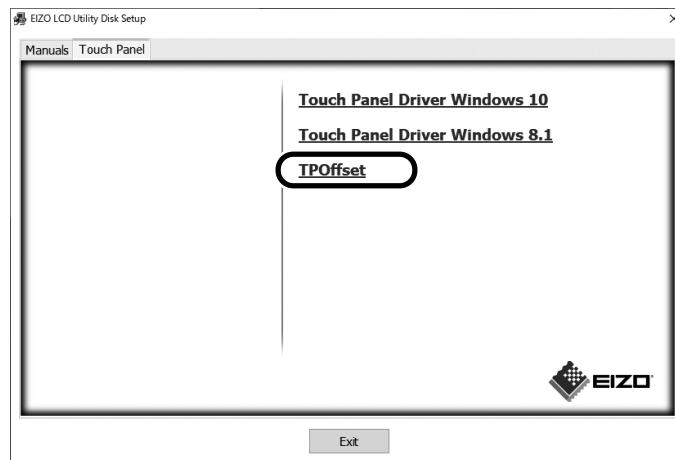 EIZO LCD Utility Disk Setup
Manuals Touch Panel
Touch Panel Driver Windows 10
Touch Panel Driver Windows 8.1
TPOffset
EIZO
Exit